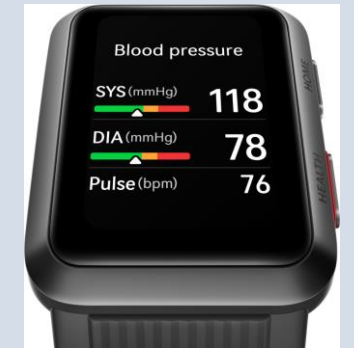 Blood pressure
SYS (mmHg) 118
DIA (mmHg) 78
Pulse (bpm) 76
HOME
HEALTH